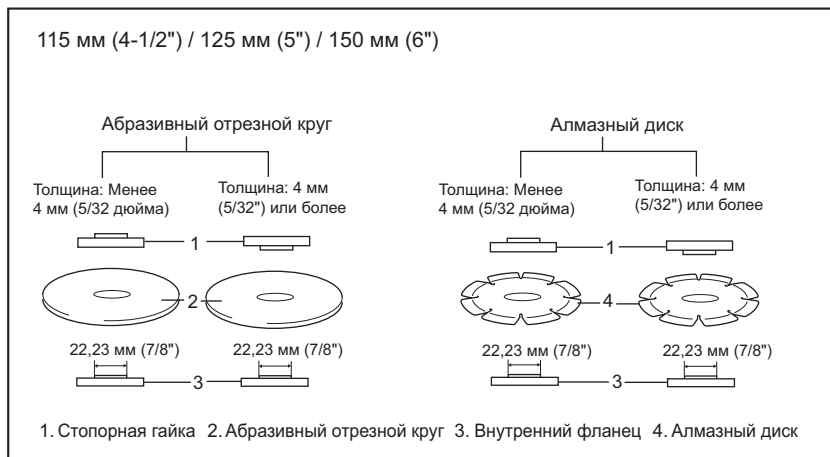 115 мм (4-1/2") / 125 мм (5") / 150 мм (6")
Абразивный отрезной круг
Толщина: Менее
4 мм (5/32 дюйма)
Толщина: 4 мм
(5/32") или более
1
2
22,23 мм (7/8")
22,23 мм (7/8")
3
Алмазный диск
Толщина: Менее
4 мм (5/32 дюйма)
Толщина: 4 мм
(5/32") или более
1
4
22,23 мм (7/8")
22,23 мм (7/8")
3
1. Стопорная гайка 2. Абразивный отрезной круг 3. Внутренний фланец 4. Алмазный диск